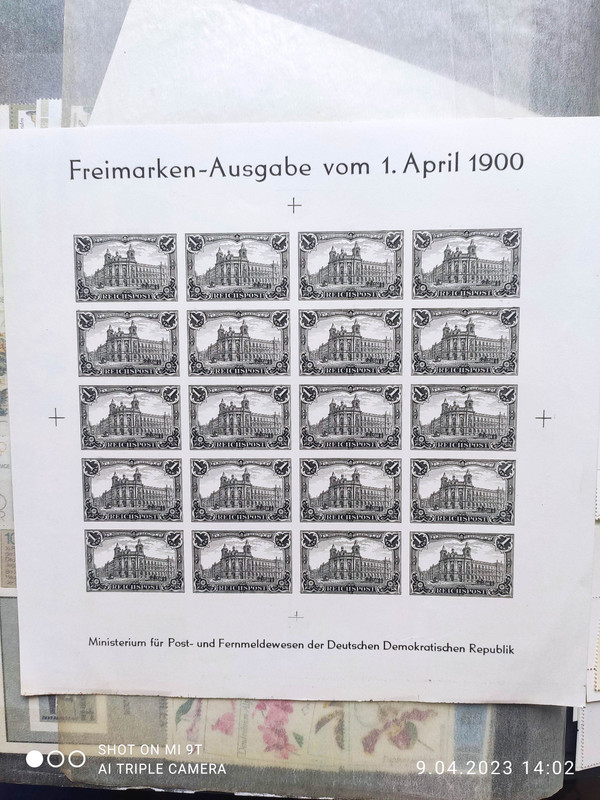 Freimarken-Ausgabe vom 1. April 1900
REICHSPOST REICHSPOST REICHSPOST REICHSPOST
REICHSPOST REICHSPOST REICHSPOST REICHSPOST
REICHSPOST REICHSPOST REICHSPOST REICHSPOST
REICHSPOST REICHSPOST REICHSPOST REICHSPOST
REICHSPOST REICHSPOST REICHSPOST REICHSPOST
Ministerium für Post- und Fernmeldewesen der Deutschen Demokratischen Republik
SHOT ON MI 9T
AI TRIPLE CAMERA
9.04.2023 14:02